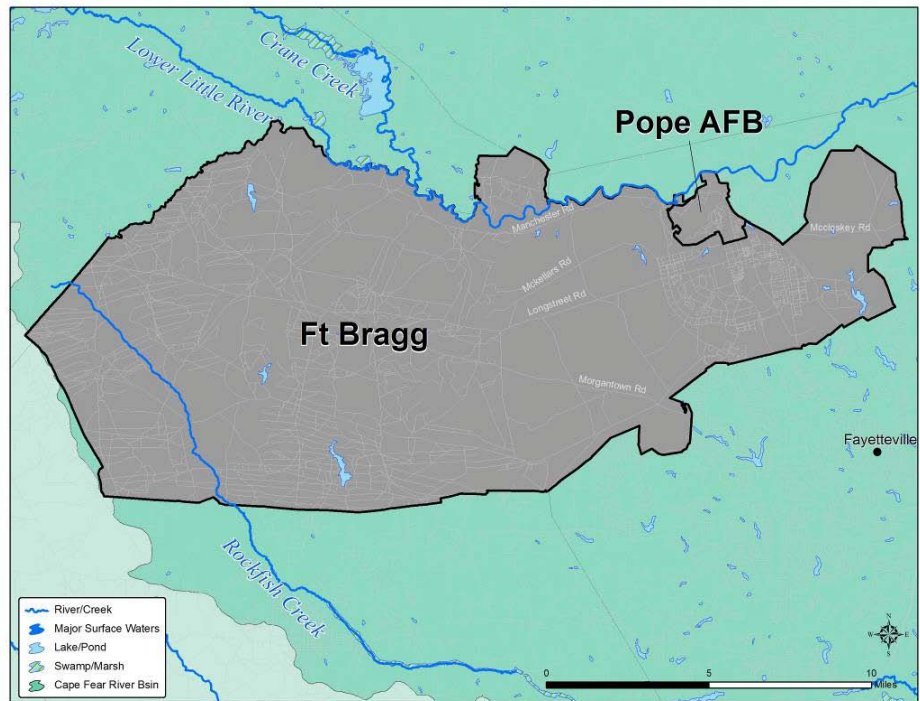 Crane Creek
Lower Little River
Pope AFB
Manchester Rd
Mccloskey Rd
Mckellars Rd
Longstreet Rd
Ft Bragg
Morgantown Rd
Fayetteville
Rockfish Creek
River/Creek
Major Surface Waters
Lake/Pond
Swamp/Marsh
Cape Fear River Bsin
N
W E
S
0 5 10
Miles